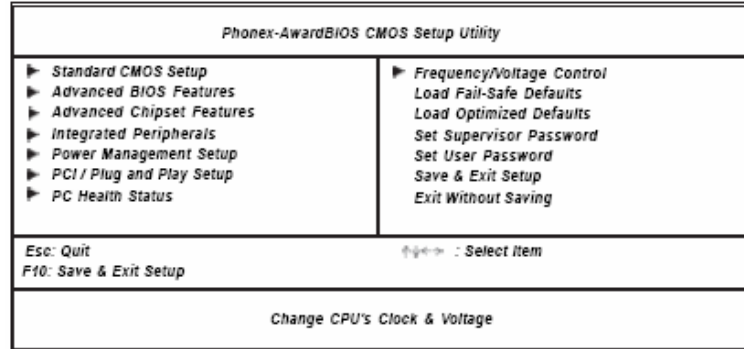 Phonex-AwardBIOS CMOS Setup Utility
Standard CMOS Setup
Advanced BIOS Features
Advanced Chipset Features
Integrated Peripherals
Power Management Setup
PCI / Plug and Play Setup
PC Health Status
Frequency/Voltage Control
Load Fail-Safe Defaults
Load Optimized Defaults
Set Supervisor Password
Set User Password
Save & Exit Setup
Exit Without Saving
Esc: Quit
↑↓←→ : Select Item
F10: Save & Exit Setup
Change CPU's Clock & Voltage